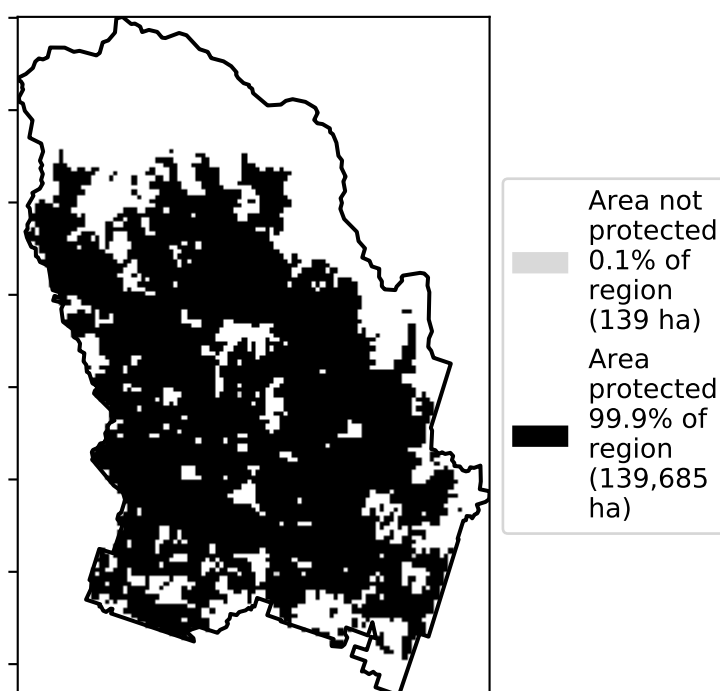 Area not
protected
0.1% of
region
(139 ha)
Area
protected
99.9% of
region
(139,685
ha)